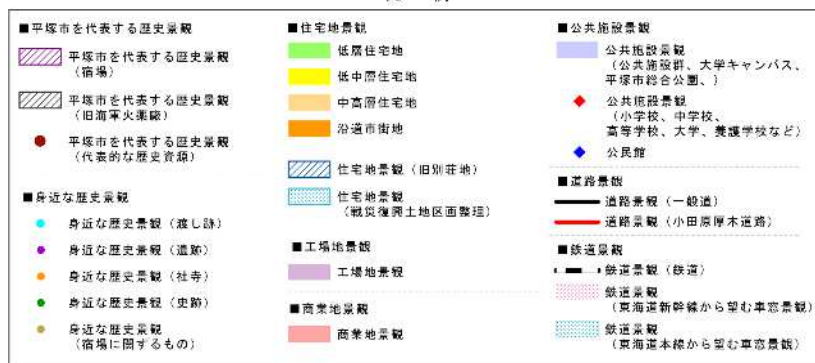 ■平塚市を代表する歴史景観
平塚市を代表する歴史景観
（宿場）
平塚市を代表する歴史景観
（旧海軍火薬廠）
平塚市を代表する歴史景観
（代表的な歴史資源）
■身近な歴史景観
身近な歴史景観（渡し跡）
身近な歴史景観（遺跡）
身近な歴史景観（社寺）
身近な歴史景観（史跡）
身近な歴史景観
（宿場に関するもの）
■住宅地景観
低層住宅地
低中層住宅地
中高層住宅地
沿道市街地
住宅地景観（旧別荘地）
住宅地景観
（戦災復興土地区画整理）
■工場地景観
工場地景観
■商業地景観
商業地景観
■公共施設景観
公共施設景観
（公共施設群、大学キャンパス、
平塚市総合公園、）
公共施設景観
（小学校、中学校、
高等学校、大学、養護学校など）
公民館
■道路景観
道路景観（一般道）
道路景観（小田原厚木道路）
■鉄道景観
鉄道景観（鉄道）
鉄道景観
（東海道新幹線から望む車窓景観）
鉄道景観
（東海道本線から望む車窓景観）